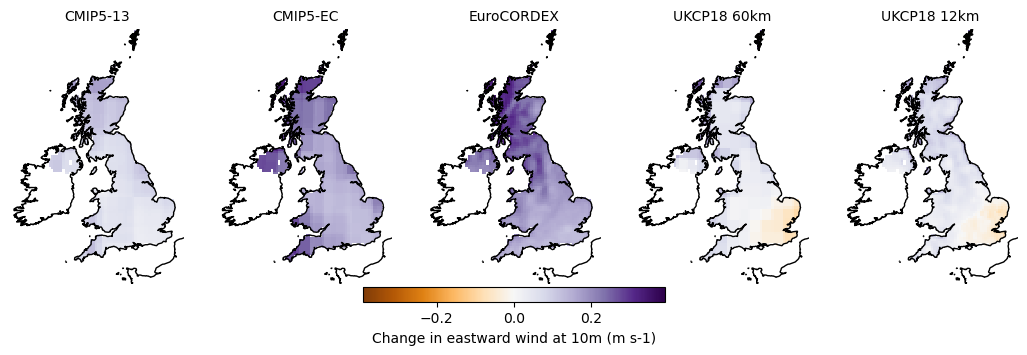 CMIP5-13
CMIP5-EC
EuroCORDEX
UKCP18 60km
UKCP18 12km
−0.2
0.0
0.2
Change in eastward wind at 10m (m s-1)